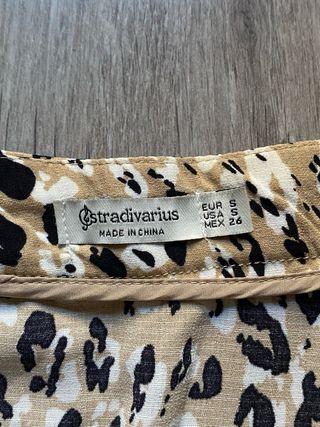 stradivarius
MADE IN CHINA
EUR S
USA S
MEX 26